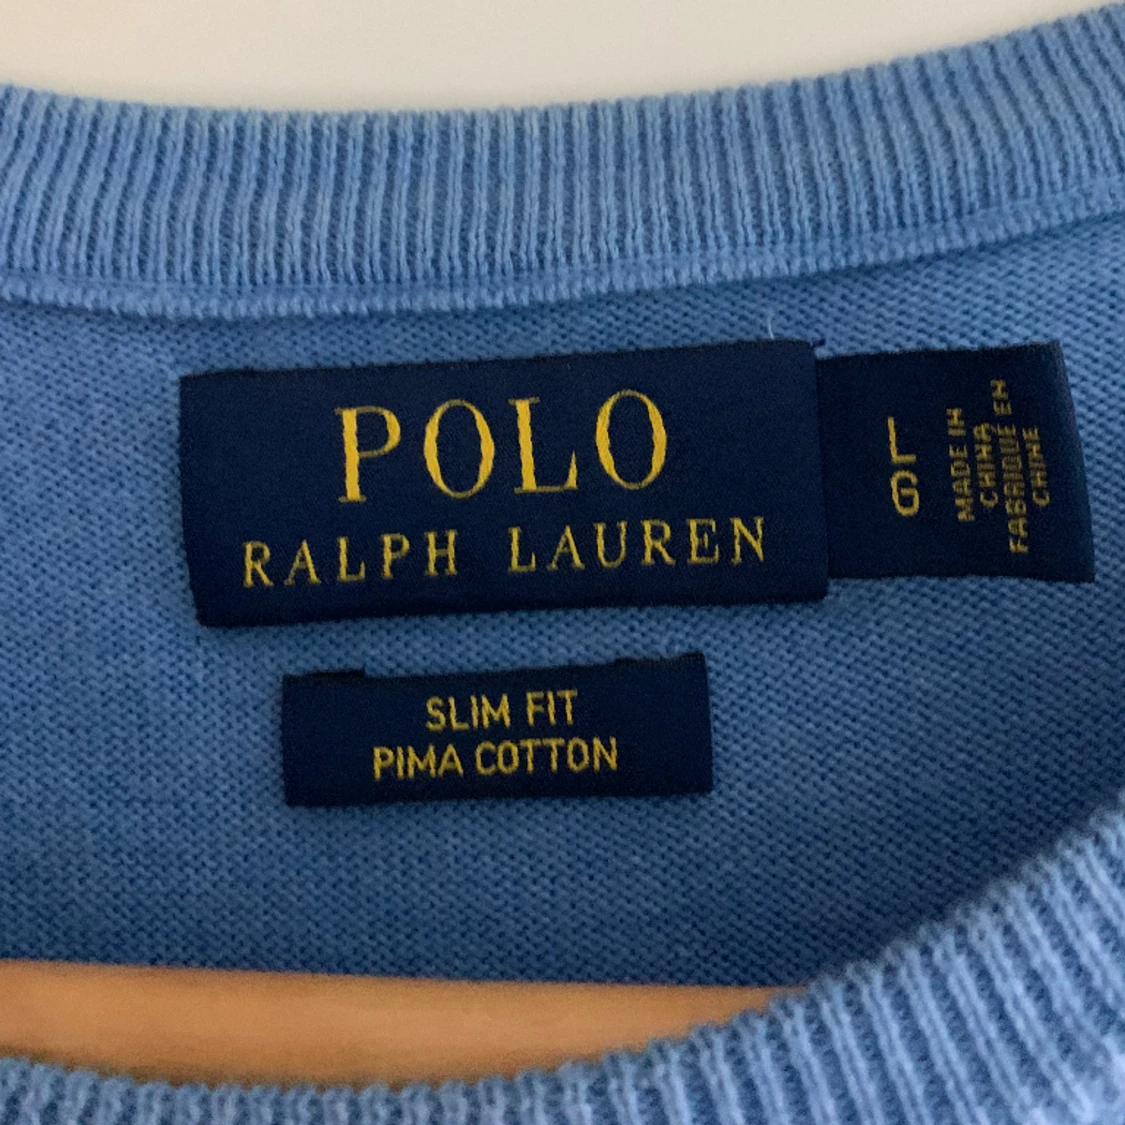 POLO
RALPH LAUREN
L
G
MADE IN
CHINA
FABRIQUÉ EN
CHINE
SLIM FIT
PIMA COTTON